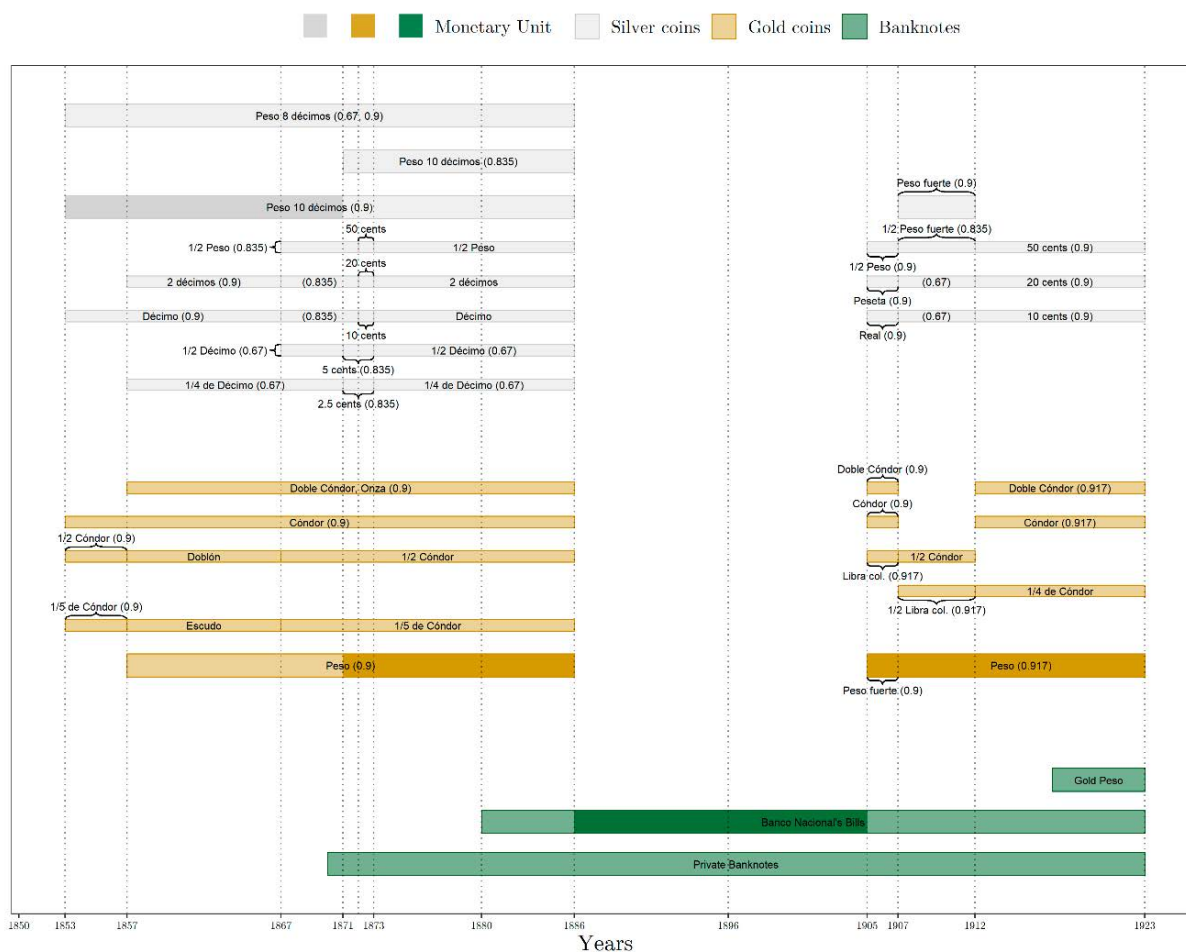 Monetary Unit Silver coins Gold coins Banknotes
Peso 8 décimos (0.67, 0.9)
Peso 10 décimos (0.835)
Peso fuerte (0.9)
Peso 10 décimos (0.9)
50 cents
1/2 Peso fuerte (0.835)
1/2 Peso (0.835) 1/2 Peso 50 cents (0.9)
20 cents
1/2 Peso (0.9)
2 décimos (0.9) (0.835) 2 décimos (0.67) 20 cents (0.9)
Peseta (0.9)
Décimo (0.9) (0.835) Décimo (0.67) 10 cents (0.9)
10 cents
Real (0.9)
1/2 Décimo (0.67) 1/2 Décimo (0.67)
5 cents (0.835)
1/4 de Décimo (0.67) 1/4 de Décimo (0.67)
2.5 cents (0.835)
Doble Cóndor (0.9)
Doble Cóndor, Onza (0.9) Doble Cóndor (0.917)
Cóndor (0.9)
Cóndor (0.9) Cóndor (0.917)
1/2 Cóndor (0.9)
Doblón 1/2 Cóndor 1/2 Cóndor
Libra col. (0.917)
1/4 de Cóndor
1/5 de Cóndor (0.9)
1/2 Libra col. (0.917)
Escudo 1/5 de Cóndor
Peso (0.9) Peso (0.917)
Peso fuerte (0.9)
Gold Peso
Banco Nacional's Bills
Private Banknotes
1850 1853 1857 1867 1871 1873 1880 1886 1896 1905 1907 1912 1923
Years